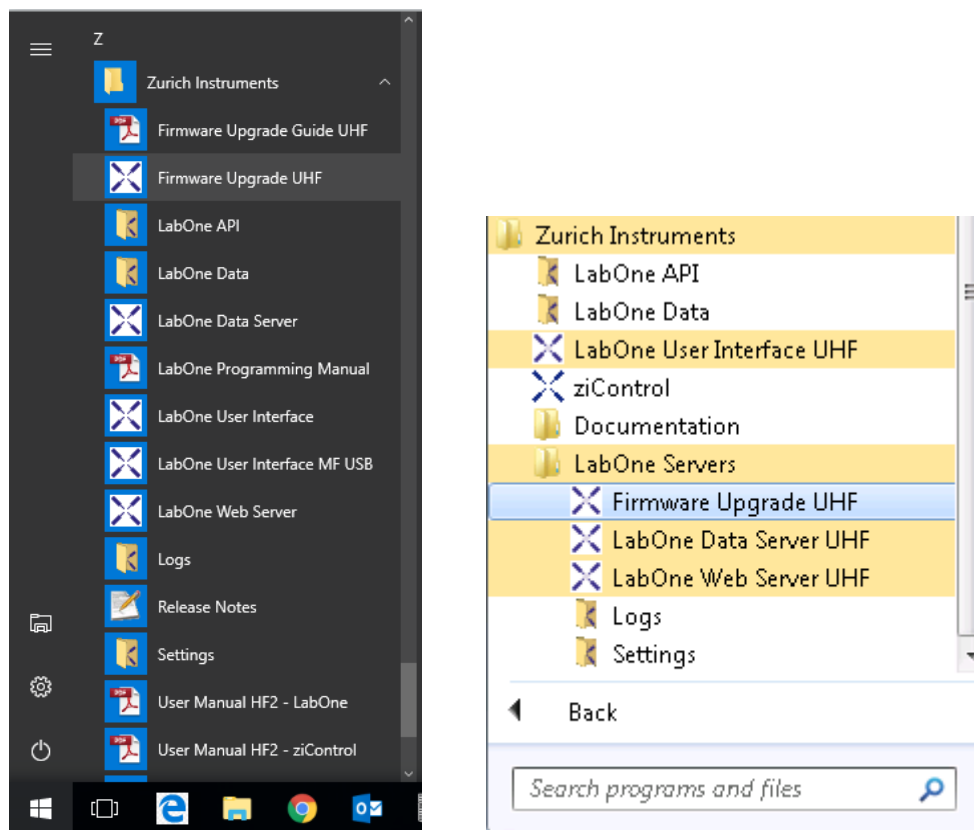 Z
Zurich Instruments
Firmware Upgrade Guide UHF
Firmware Upgrade UHF
LabOne API
LabOne Data
LabOne Data Server
LabOne Programming Manual
LabOne User Interface
LabOne User Interface MF USB
LabOne Web Server
Logs
Release Notes
Settings
User Manual HF2 - LabOne
User Manual HF2 - ziControl
Zurich Instruments
LabOne API
LabOne Data
LabOne User Interface UHF
ziControl
Documentation
LabOne Servers
Firmware Upgrade UHF
LabOne Data Server UHF
LabOne Web Server UHF
Logs
Settings
Back
Search programs and files